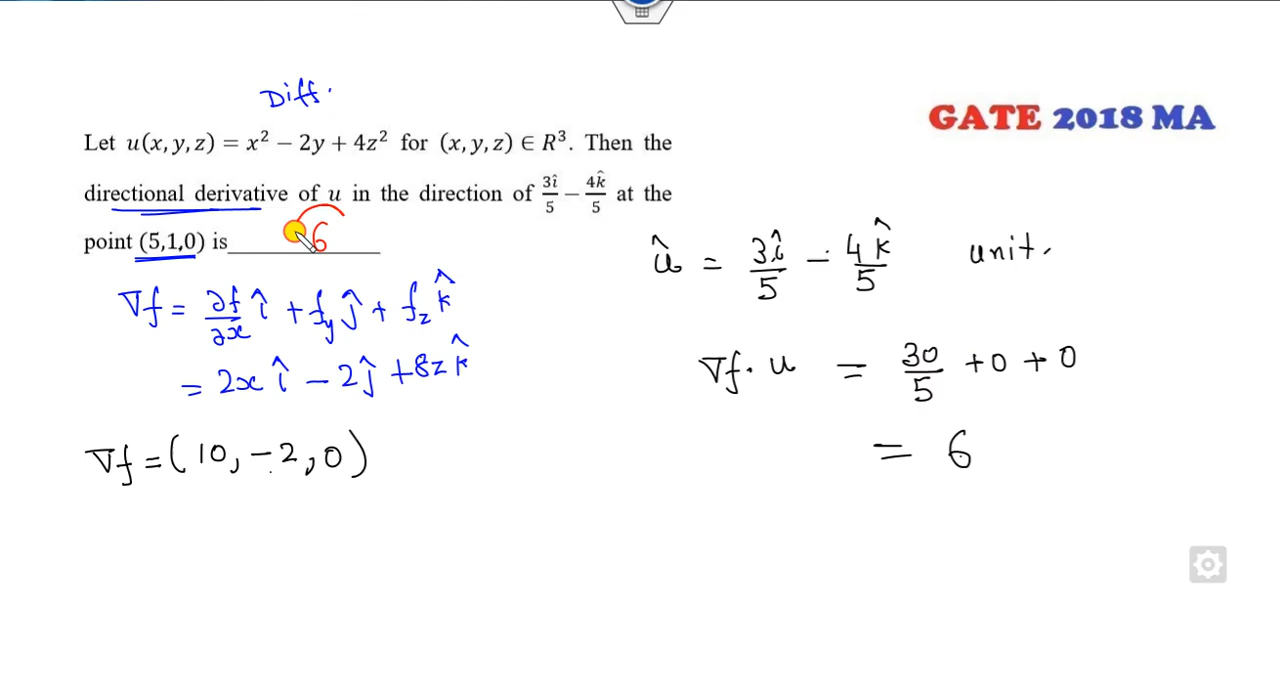 Diff.
GATE 2018 MA
Let u(x,y,z) = x² − 2y + 4z² for (x,y,z) ∈ R³. Then the
directional derivative of u in the direction of 3î/5 − 4k̂/5 at the
point (5,1,0) is 6
∇f = ∂f/∂x î + f_y ĵ + f_z k̂
= 2x î − 2ĵ + 8z k̂
∇f = (10, −2, 0)
û = 3î/5 − 4k̂/5 unit.
∇f · u = 30/5 + 0 + 0
= 6